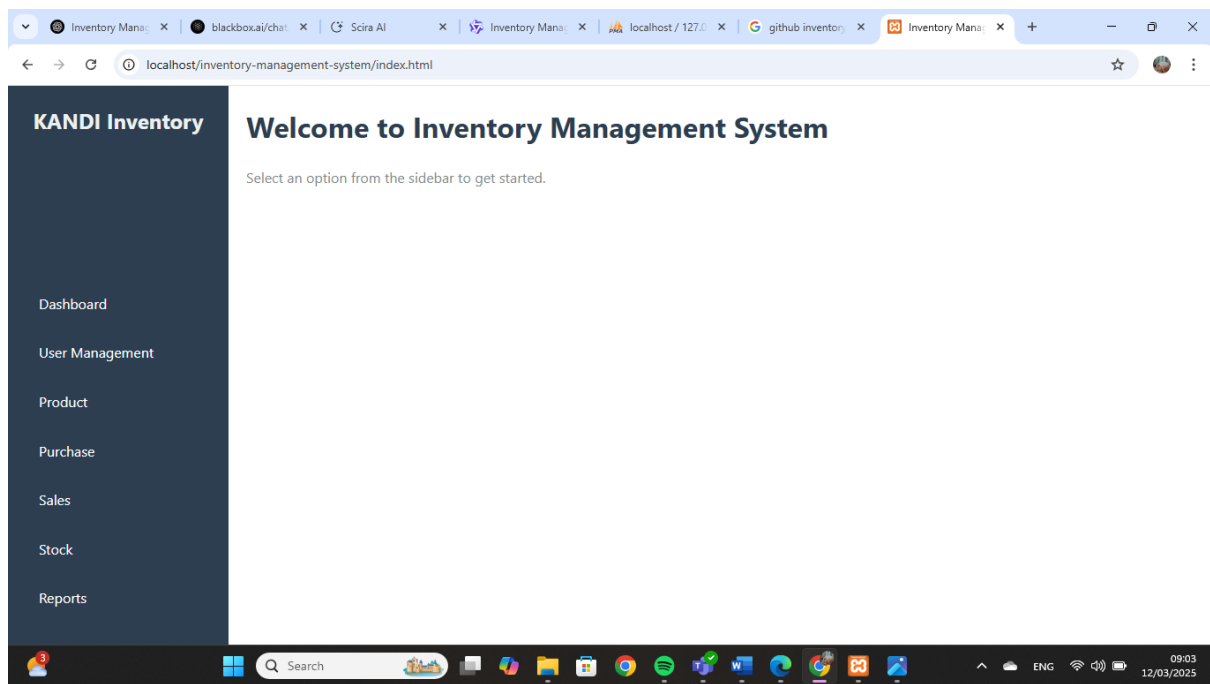 Inventory Manag
blackbox.ai/chat.
Scira AI
Inventory Manag
localhost / 127.0
github inventory
Inventory Manag
localhost/inventory-management-system/index.html
KANDI Inventory
Welcome to Inventory Management System
Select an option from the sidebar to get started.
Dashboard
User Management
Product
Purchase
Sales
Stock
Reports
3
Search
ENG
09:03
12/03/2025